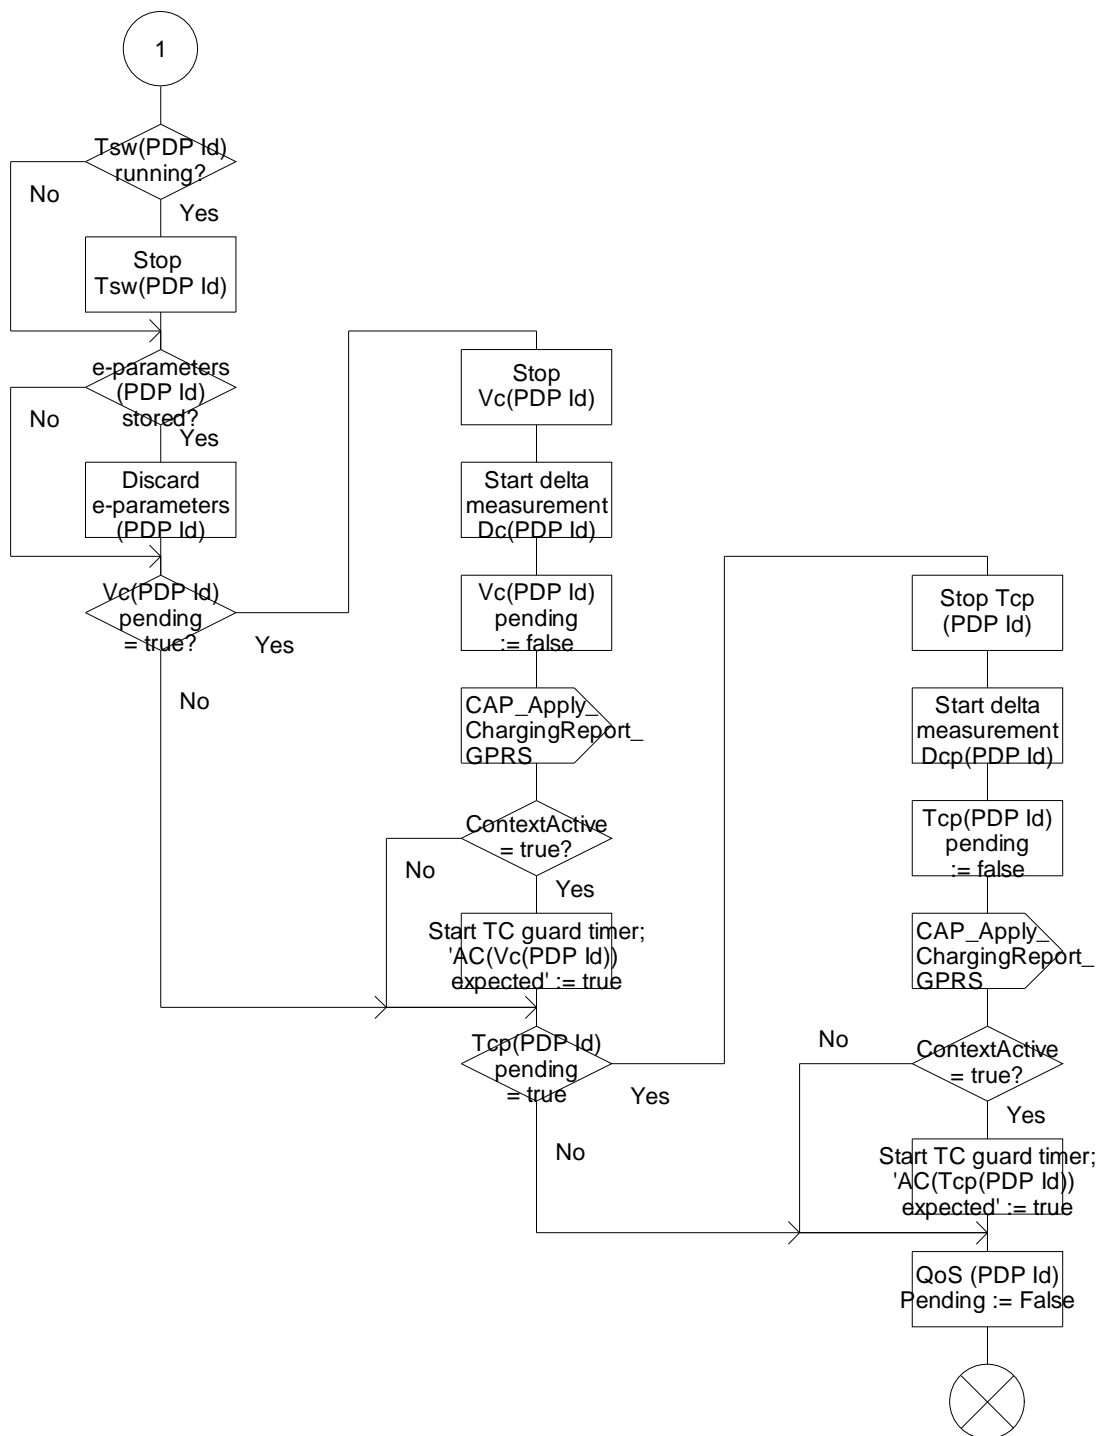 1
Tsw(PDP Id)
running?
No
Yes
Stop
Tsw(PDP Id)
e-parameters
(PDP Id)
stored?
No
Yes
Discard
e-parameters
(PDP Id)
Vc(PDP Id)
pending
= true?
Yes
No
Stop
Vc(PDP Id)
Start delta
measurement
Dc(PDP Id)
Vc(PDP Id)
pending
:= false
CAP_Apply_
ChargingReport_
GPRS
ContextActive
= true?
No
Yes
Start TC guard timer;
'AC(Vc(PDP Id))
expected' := true
Tcp(PDP Id)
pending
= true
Yes
No
Stop Tcp
(PDP Id)
Start delta
measurement
Dcp(PDP Id)
Tcp(PDP Id)
pending
:= false
CAP_Apply_
ChargingReport_
GPRS
ContextActive
= true?
No
Yes
Start TC guard timer;
'AC(Tcp(PDP Id))
expected' := true
QoS (PDP Id)
Pending := False